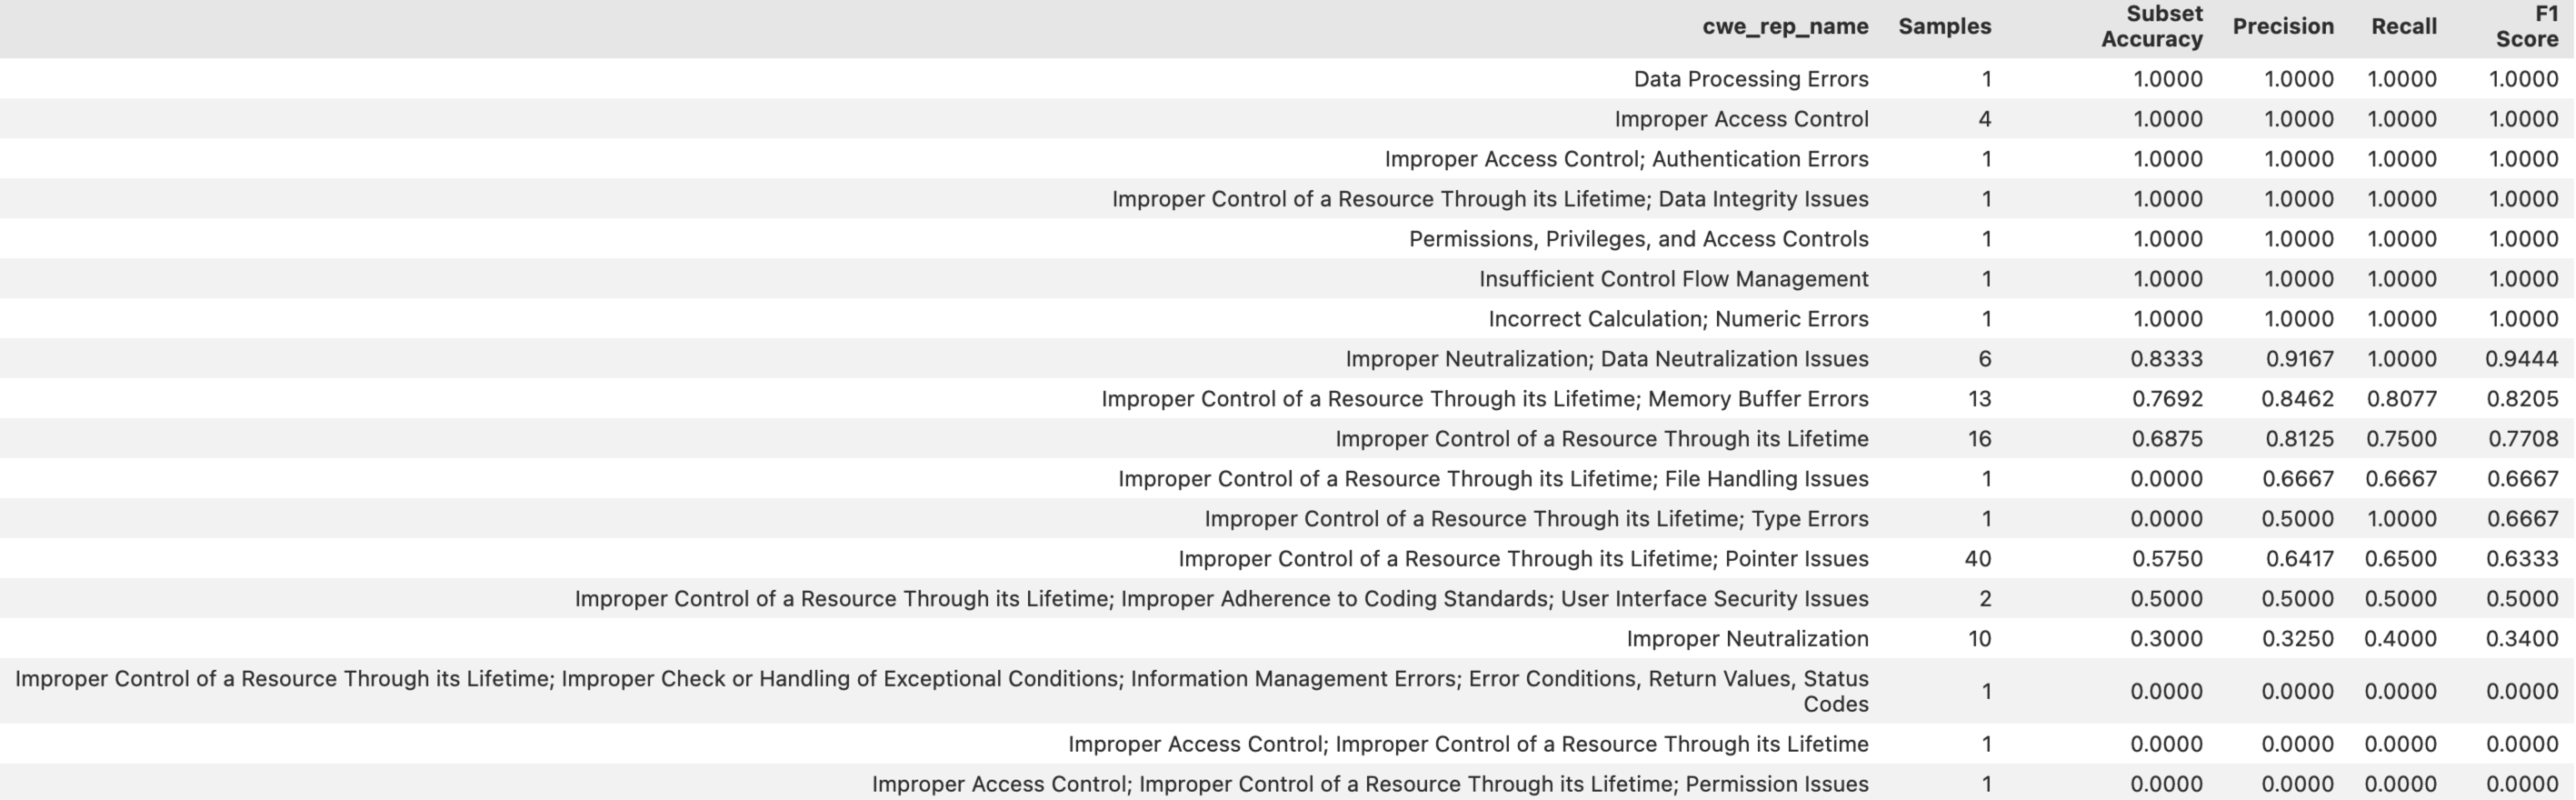 cwe_rep_name Samples Subset Accuracy Precision Recall F1 Score
Data Processing Errors 1 1.0000 1.0000 1.0000 1.0000
Improper Access Control 4 1.0000 1.0000 1.0000 1.0000
Improper Access Control; Authentication Errors 1 1.0000 1.0000 1.0000 1.0000
Improper Control of a Resource Through its Lifetime; Data Integrity Issues 1 1.0000 1.0000 1.0000 1.0000
Permissions, Privileges, and Access Controls 1 1.0000 1.0000 1.0000 1.0000
Insufficient Control Flow Management 1 1.0000 1.0000 1.0000 1.0000
Incorrect Calculation; Numeric Errors 1 1.0000 1.0000 1.0000 1.0000
Improper Neutralization; Data Neutralization Issues 6 0.8333 0.9167 1.0000 0.9444
Improper Control of a Resource Through its Lifetime; Memory Buffer Errors 13 0.7692 0.8462 0.8077 0.8205
Improper Control of a Resource Through its Lifetime 16 0.6875 0.8125 0.7500 0.7708
Improper Control of a Resource Through its Lifetime; File Handling Issues 1 0.0000 0.6667 0.6667 0.6667
Improper Control of a Resource Through its Lifetime; Type Errors 1 0.0000 0.5000 1.0000 0.6667
Improper Control of a Resource Through its Lifetime; Pointer Issues 40 0.5750 0.6417 0.6500 0.6333
Improper Control of a Resource Through its Lifetime; Improper Adherence to Coding Standards; User Interface Security Issues 2 0.5000 0.5000 0.5000 0.5000
Improper Neutralization 10 0.3000 0.3250 0.4000 0.3400
Improper Control of a Resource Through its Lifetime; Improper Check or Handling of Exceptional Conditions; Information Management Errors; Error Conditions, Return Values, Status
Codes 1 0.0000 0.0000 0.0000 0.0000
Improper Access Control; Improper Control of a Resource Through its Lifetime 1 0.0000 0.0000 0.0000 0.0000
Improper Access Control; Improper Control of a Resource Through its Lifetime; Permission Issues 1 0.0000 0.0000 0.0000 0.0000